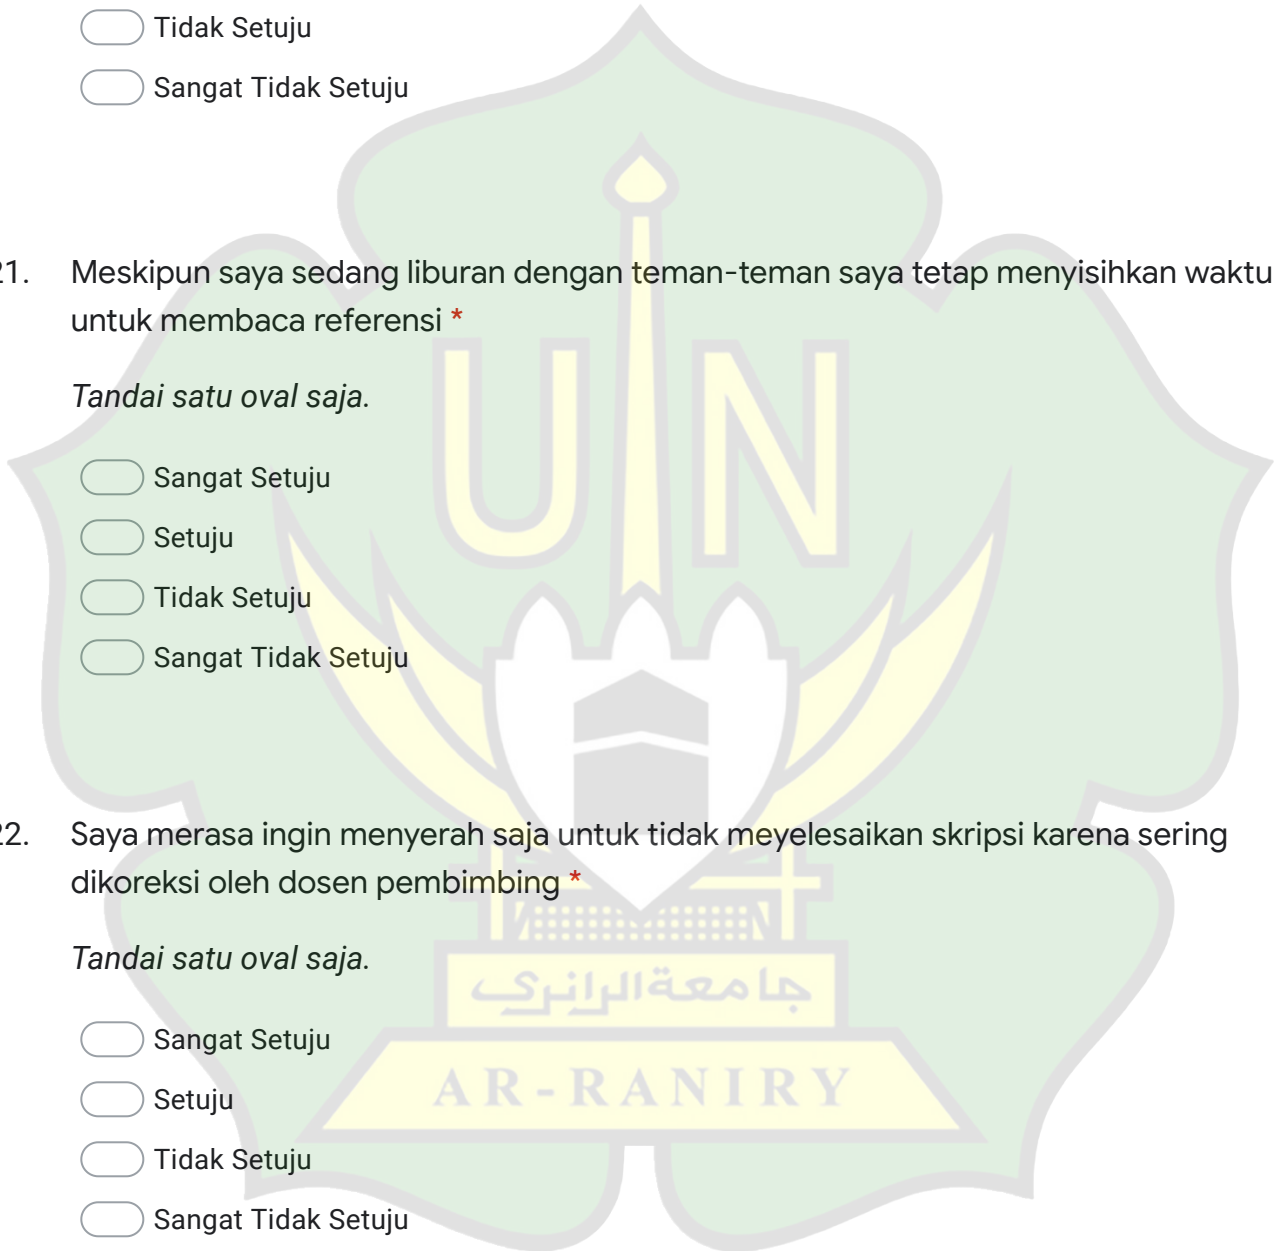 Tidak Setuju
Sangat Tidak Setuju
21. Meskipun saya sedang liburan dengan teman-teman saya tetap menyisihkan waktu
untuk membaca referensi *
Tandai satu oval saja.
Sangat Setuju
Setuju
Tidak Setuju
Sangat Tidak Setuju
22. Saya merasa ingin menyerah saja untuk tidak meyelesaikan skripsi karena sering
dikoreksi oleh dosen pembimbing *
Tandai satu oval saja.
Sangat Setuju
Setuju
Tidak Setuju
Sangat Tidak Setuju
UIN
جامعة الرانري
AR-RANIRY